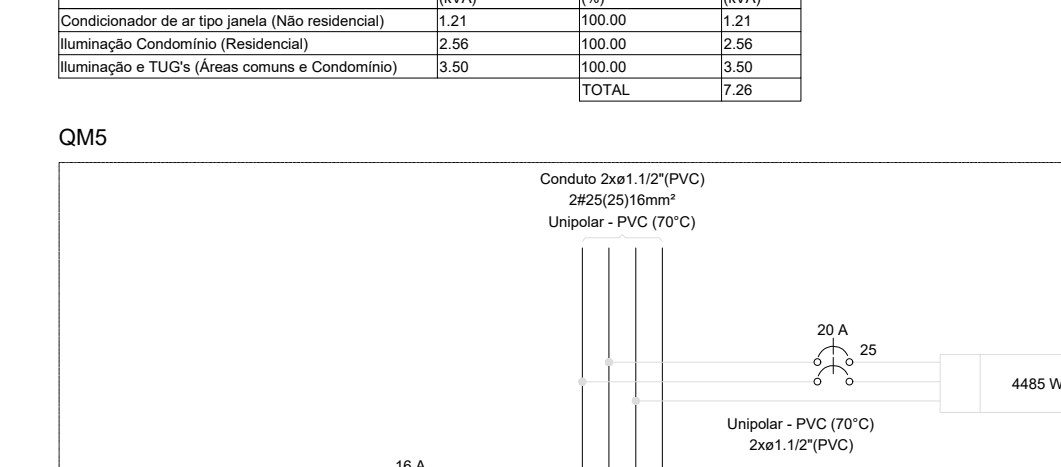 (kVA) (%) (kVA)
Condicionador de ar tipo janela (Não residencial) 1.21 100.00 1.21
Iluminação Condomínio (Residencial) 2.56 100.00 2.56
Iluminação e TUG's (Áreas comuns e Condomínio) 3.50 100.00 3.50
TOTAL 7.26
QM5
Conduto 2xø1.1/2"(PVC)
2#25(25)16mm²
Unipolar - PVC (70°C)
20 A
25
4485 W
Unipolar - PVC (70°C)
2xø1.1/2"(PVC)
16 A